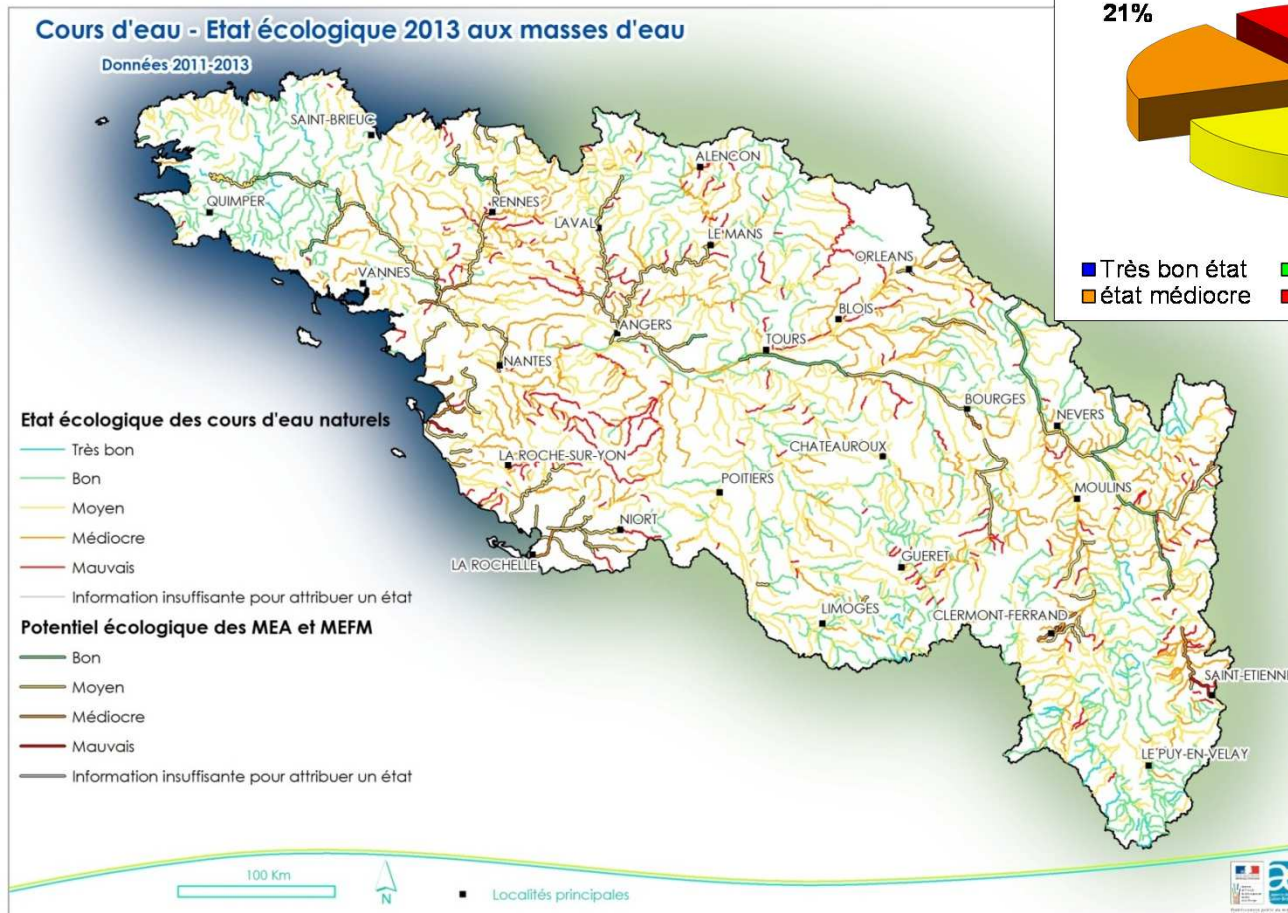 Cours d'eau - Etat écologique 2013 aux masses d'eau
Données 2011-2013
21%
Très bon état
état médiocre
SAINT-BRIEUC
ALENCON
QUIMPER
RENNES
LAVAL
LE MANS
VANNES
ORLEANS
BLOIS
ANGERS
TOURS
NANTES
BOURGES
NEVERS
CHATEAUROUX
LA ROCHE-SUR-YON
POITIERS
MOULINS
NIORT
LA ROCHELLE
GUERET
LIMOGES
CLERMONT-FERRAND
SAINT-ETIENNE
LE PUY-EN-VELAY
Etat écologique des cours d'eau naturels
Très bon
Bon
Moyen
Médiocre
Mauvais
Information insuffisante pour attribuer un état
Potentiel écologique des MEA et MEFM
Bon
Moyen
Médiocre
Mauvais
Information insuffisante pour attribuer un état
100 Km
N
Localités principales